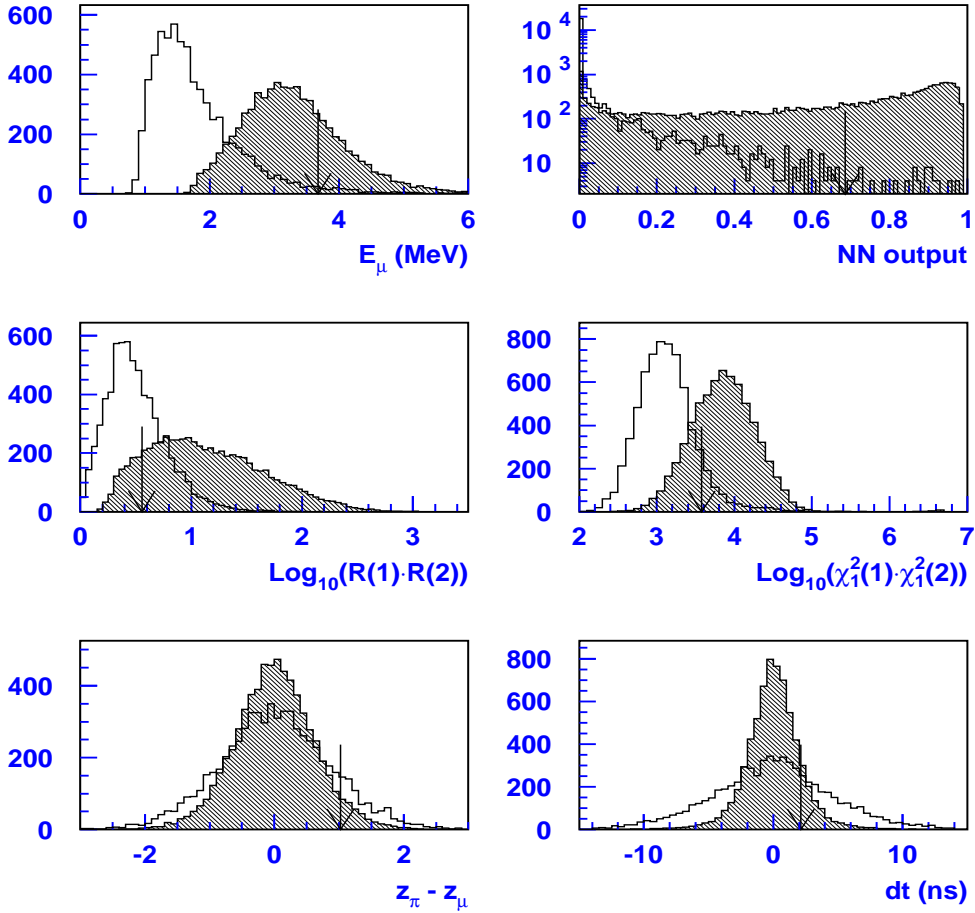 600
400
200
0
0 2 4 6
E_μ (MeV)
10^4
10^3
10^2
10
0 0.2 0.4 0.6 0.8 1
NN output
600
400
200
0
0 1 2 3
Log_10(R(1)·R(2))
800
600
400
200
0
2 3 4 5 6 7
Log_10(χ_1^2(1)·χ_1^2(2))
400
200
0
-2 0 2
z_π - z_μ
800
600
400
200
0
-10 0 10
dt (ns)